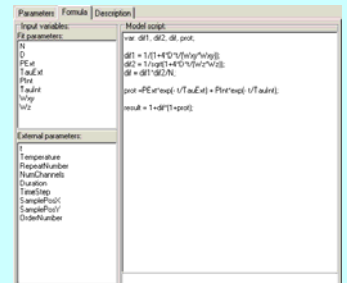 Parameters Formula Description
Input variables:
Fit parameters:
N
D
PExt
TauExt
PInt
TauInt
Wxy
Wz
External parameters:
t
Temperature
RepeatNumber
NumChannels
Duration
TimeStep
SamplePosX
SamplePosY
OrderNumber
Model script:
var dif1, dif2, dif, prot;
dif1 = 1/(1+4*D*t/(wxy*wxy));
dif2 = 1/sqrt(1+4*D*t/(Wz*Wz));
dif = dif1*dif2/N;
prot =PExt*exp(- t/TauExt) + PInt*exp(- t/TauInt);
result = 1+dif*(1+prot);